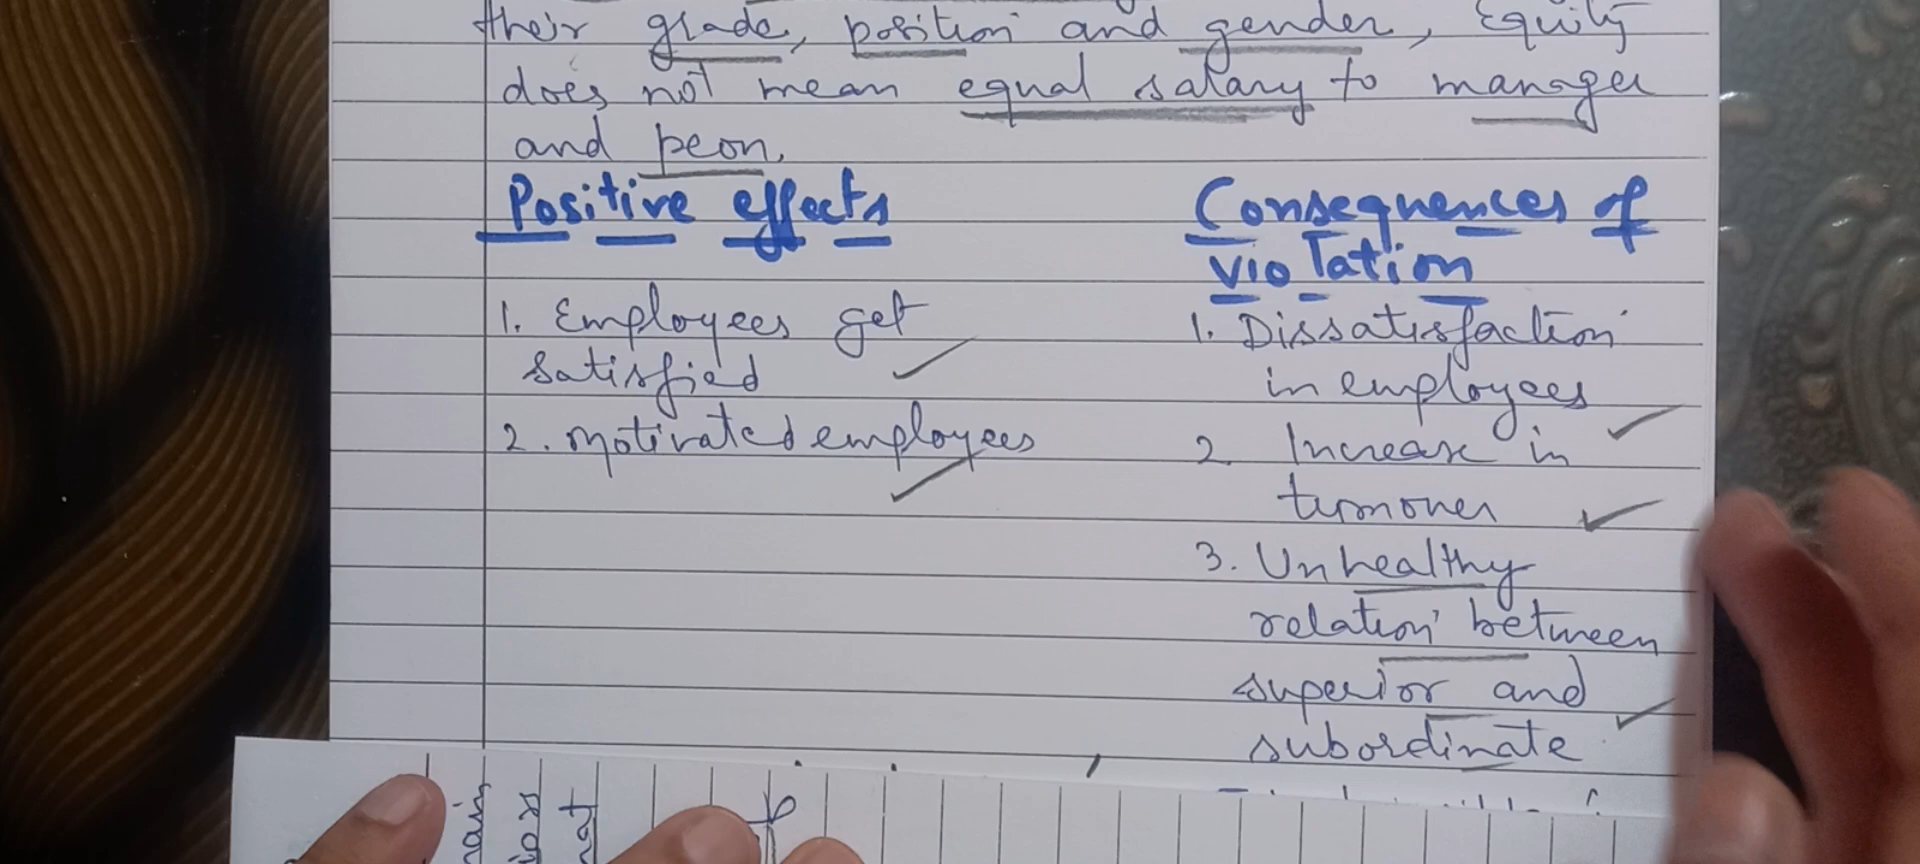 their grade, position and gender, Equity
does not mean equal salary to manager
and peon.
Positive effects
1. Employees get
satisfied
2. Motivated employees
Consequences of
violation
1. Dissatisfaction
in employees
2 Increase in
turnover
3. Unhealthy
relation between
superior and
subordinate